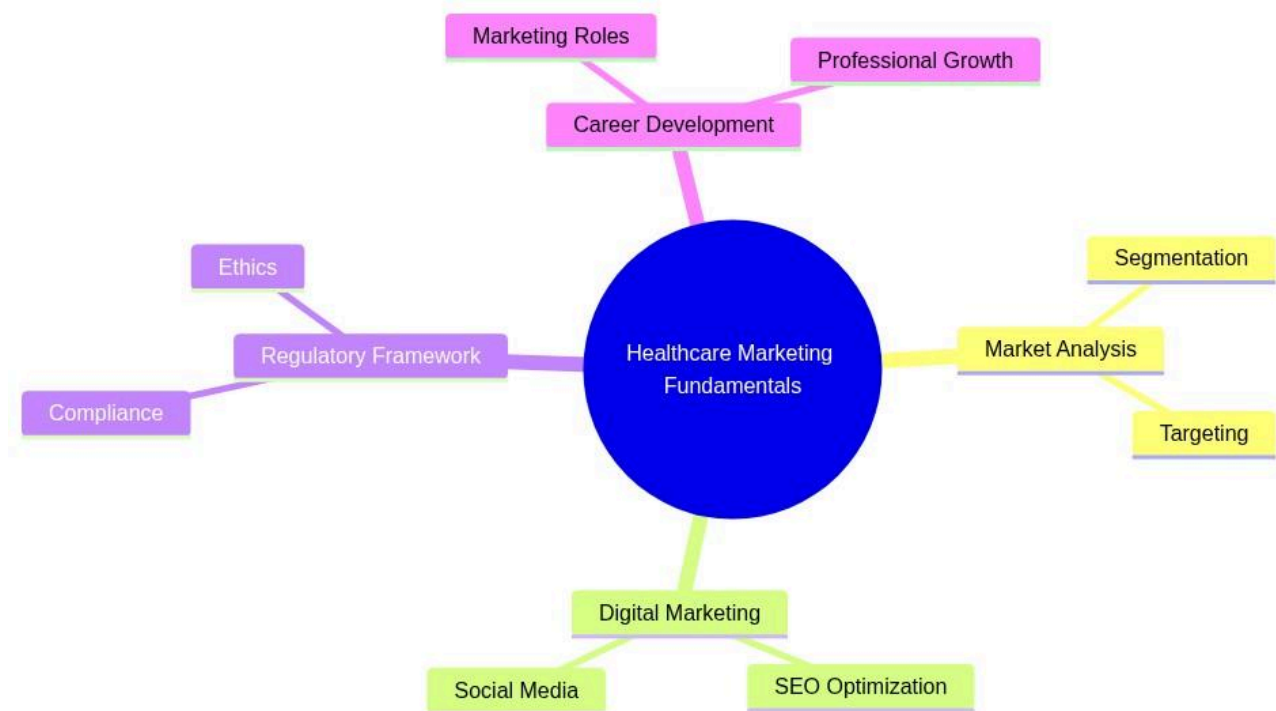 Marketing Roles
Professional Growth
Career Development
Ethics
Regulatory Framework
Compliance
Healthcare Marketing
Fundamentals
Segmentation
Market Analysis
Targeting
Digital Marketing
Social Media
SEO Optimization